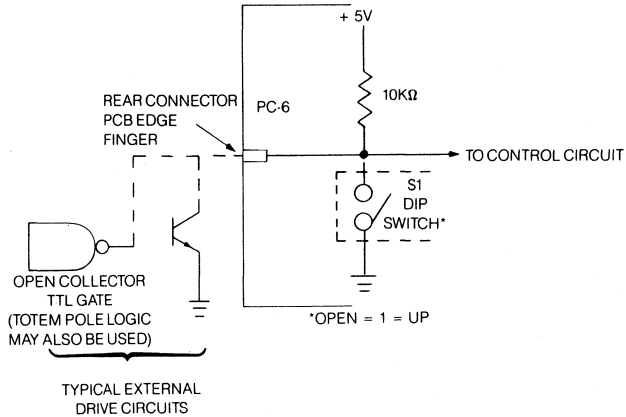 + 5V
REAR CONNECTOR
PCB EDGE
FINGER
PC-6
10KΩ
TO CONTROL CIRCUIT
S1
DIP
SWITCH*
OPEN COLLECTOR
TTL GATE
(TOTEM POLE LOGIC
MAY ALSO BE USED)
*OPEN = 1 = UP
TYPICAL EXTERNAL
DRIVE CIRCUITS